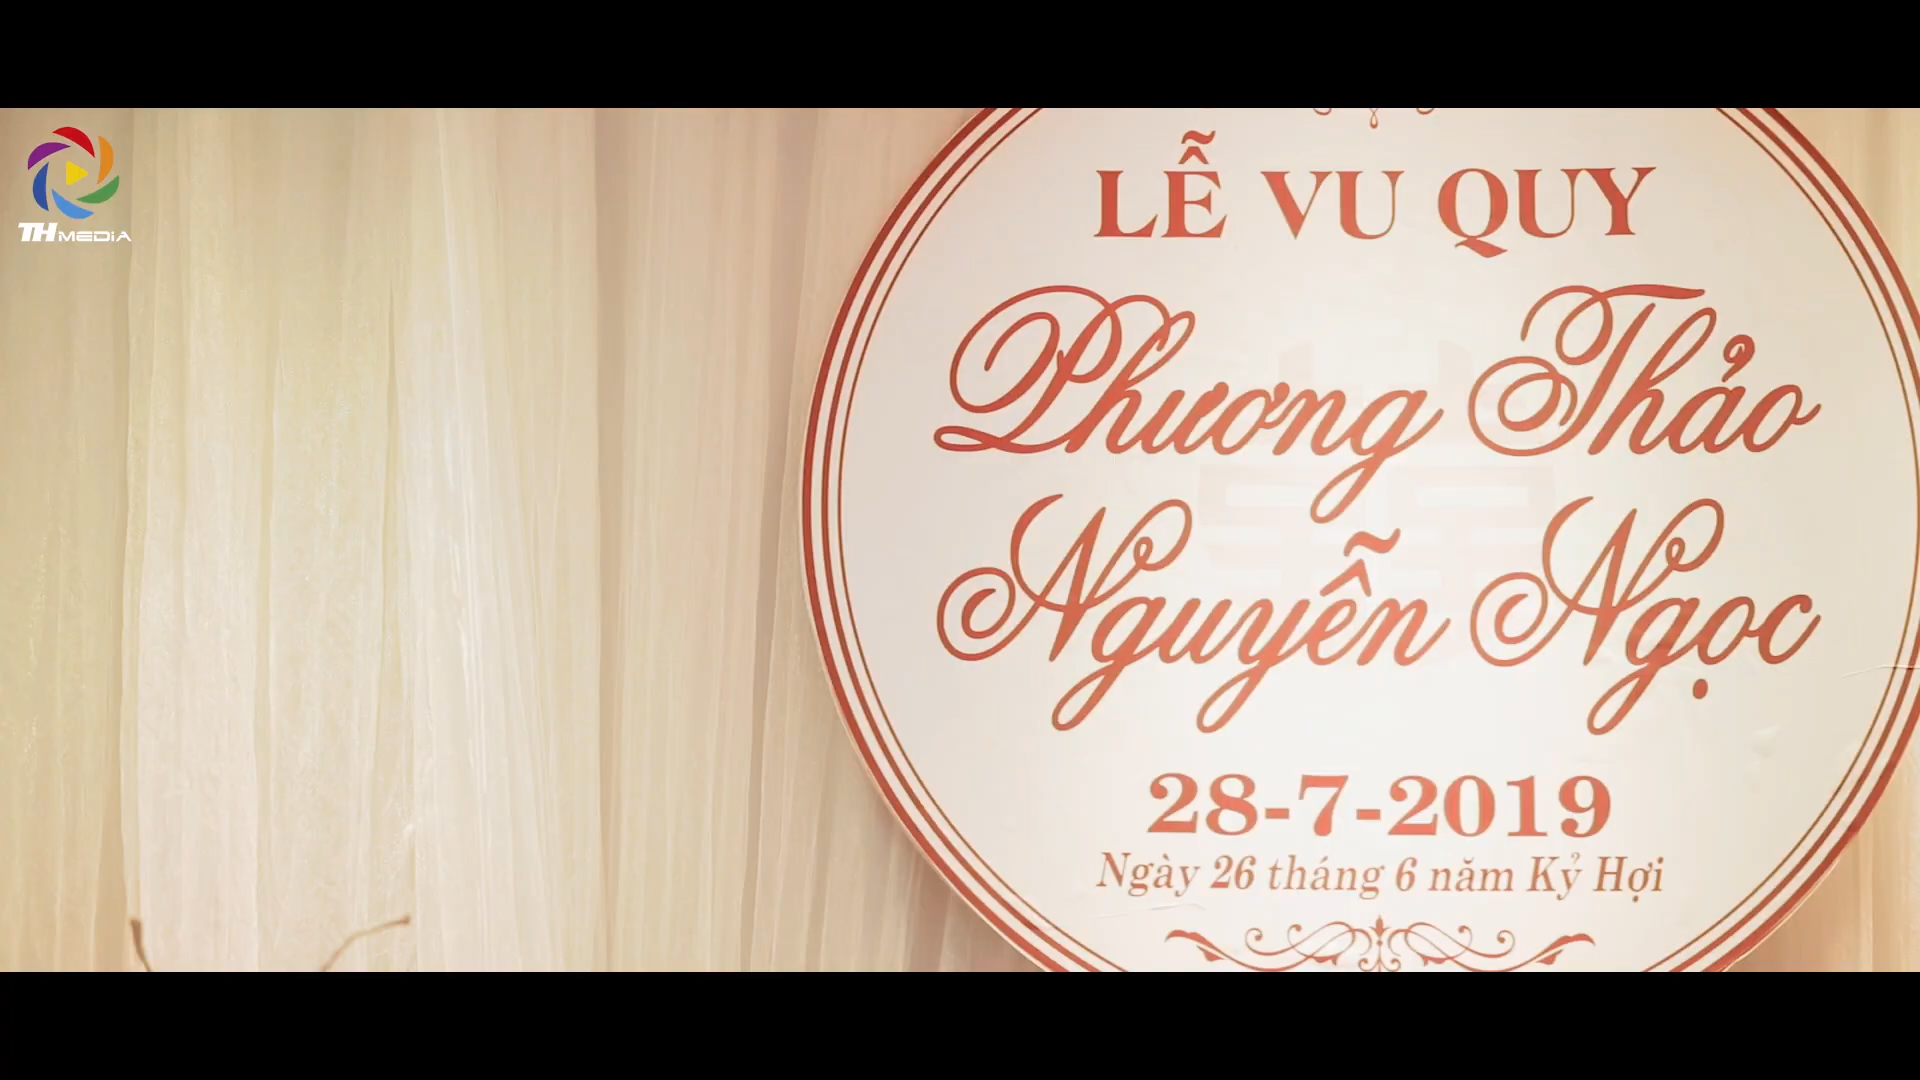 TH MEDiA
LỄ VU QUY
Phương Thảo
Nguyễn Ngọc
28-7-2019
Ngày 26 tháng 6 năm Kỷ Hợi